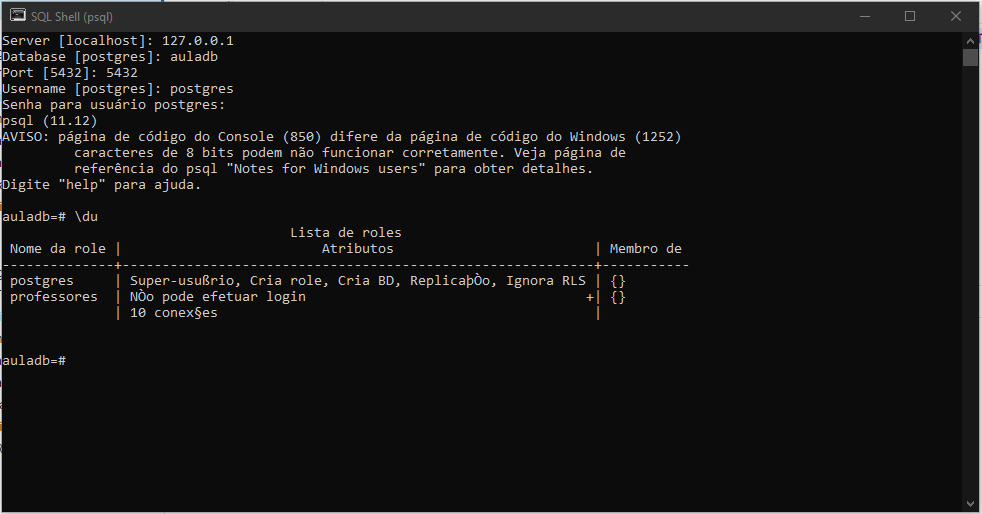 SQL Shell (psql)
Server [localhost]: 127.0.0.1
Database [postgres]: auladb
Port [5432]: 5432
Username [postgres]: postgres
Senha para usuário postgres:
psql (11.12)
AVISO: página de código do Console (850) difere da página de código do Windows (1252)
         caracteres de 8 bits podem não funcionar corretamente. Veja página de
         referência do psql "Notes for Windows users" para obter detalhes.
Digite "help" para ajuda.
auladb=# \du
                                    Lista de roles
 Nome da role |                         Atributos                         | Membro de
--------------+-----------------------------------------------------------+-----------
 postgres     | Super-usußrio, Cria role, Cria BD, ReplicaþÒo, Ignora RLS | {}
 professores  | NÒo pode efetuar login                                   +| {}
              | 10 conex§es                                               |
auladb=#